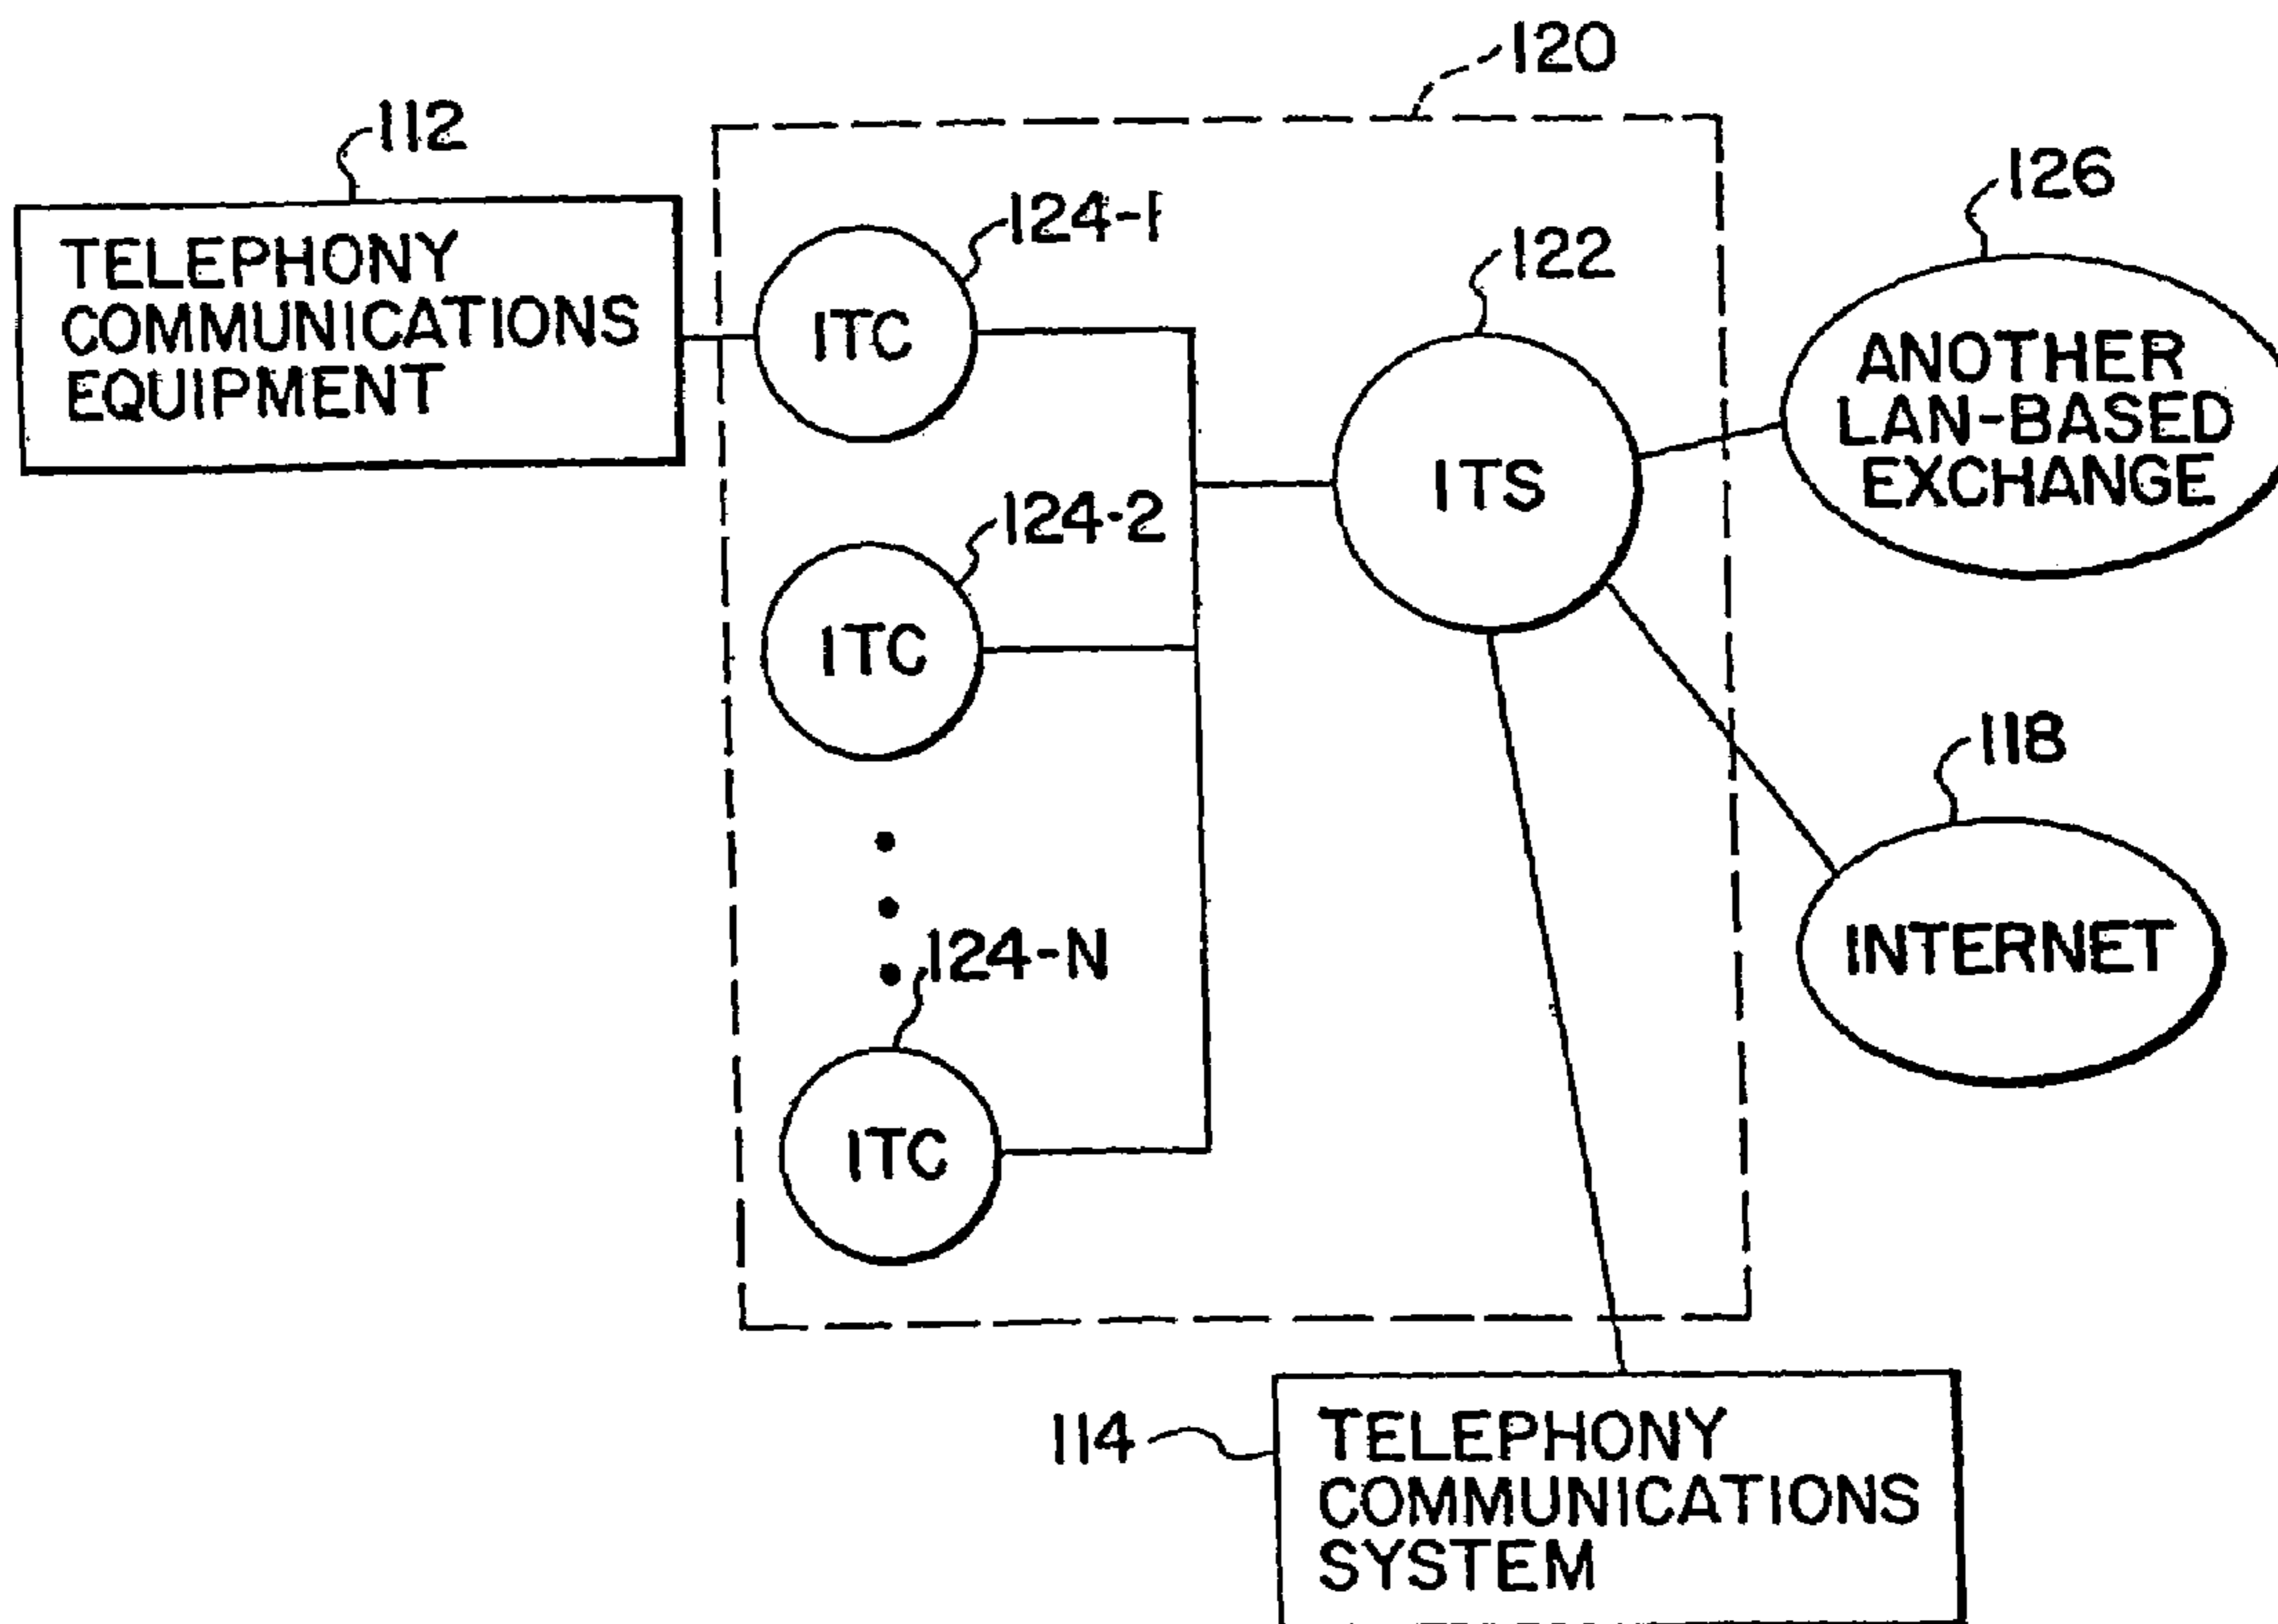 120
112
TELEPHONY
COMMUNICATIONS
EQUIPMENT
124-1
ITC
122
ITS
126
ANOTHER
LAN-BASED
EXCHANGE
124-2
ITC
118
INTERNET
124-N
ITC
114
TELEPHONY
COMMUNICATIONS
SYSTEM